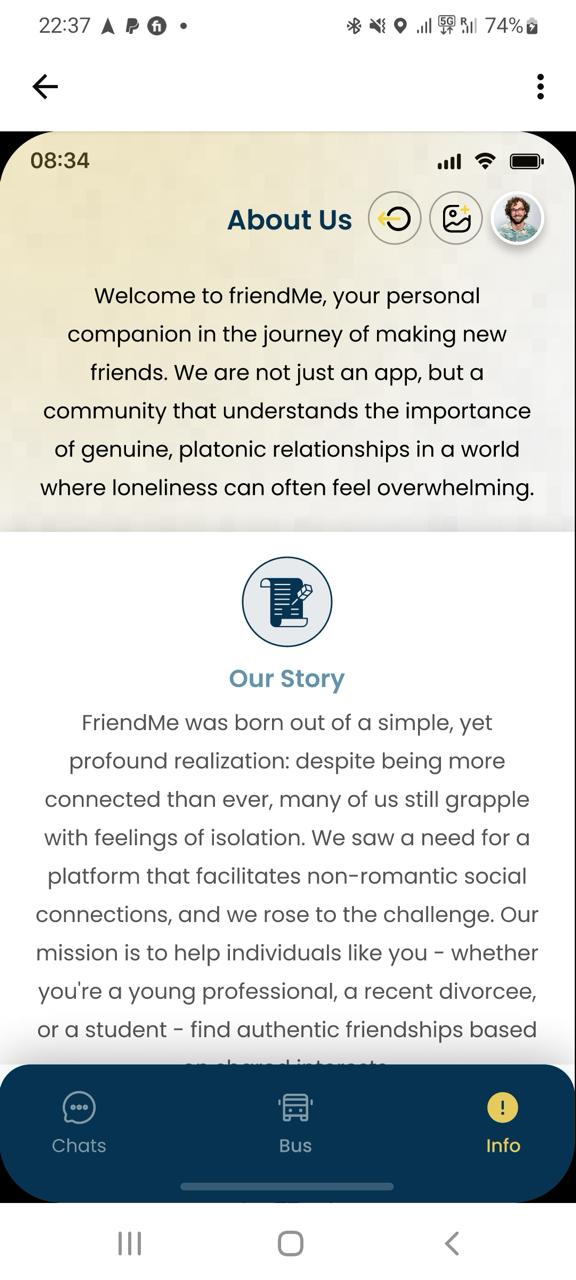 22:37
5G
74%
08:34
About Us
Welcome to friendMe, your personal
companion in the journey of making new
friends. We are not just an app, but a
community that understands the importance
of genuine, platonic relationships in a world
where loneliness can often feel overwhelming.
Our Story
FriendMe was born out of a simple, yet
profound realization: despite being more
connected than ever, many of us still grapple
with feelings of isolation. We saw a need for a
platform that facilitates non-romantic social
connections, and we rose to the challenge. Our
mission is to help individuals like you - whether
you're a young professional, a recent divorcee,
or a student - find authentic friendships based
on shared interests
Chats
Bus
Info